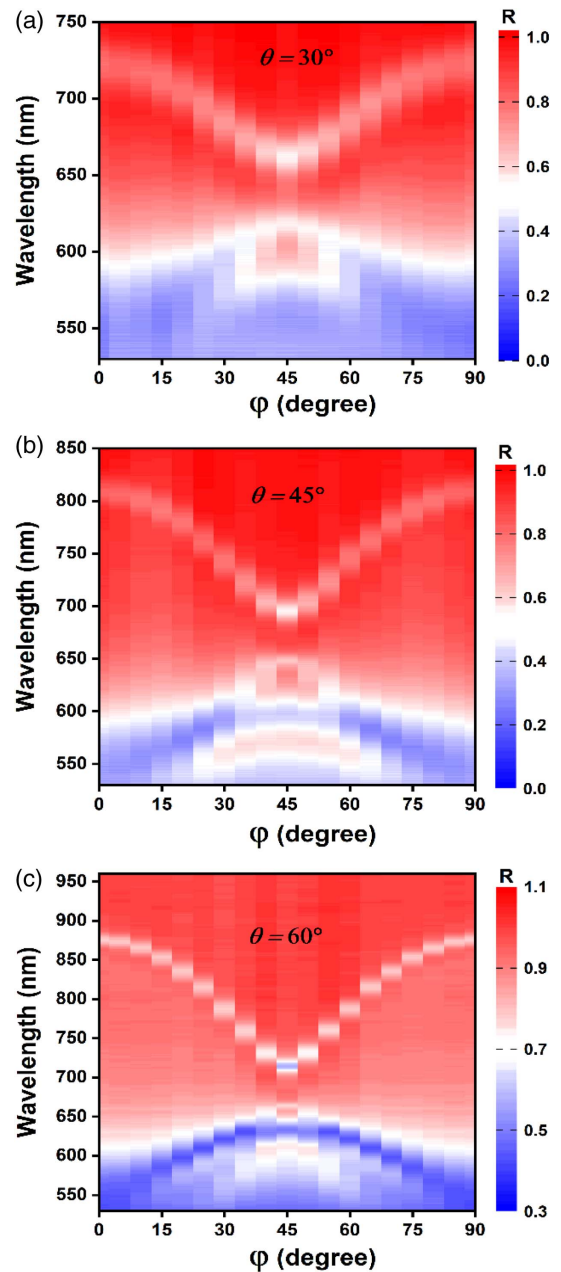 (a)
R
θ = 30°
Wavelength (nm)
750
700
650
600
550
0 15 30 45 60 75 90
φ (degree)
1.0
0.8
0.6
0.4
0.2
0.0
(b)
R
θ = 45°
Wavelength (nm)
850
800
750
700
650
600
550
0 15 30 45 60 75 90
φ (degree)
1.0
0.8
0.6
0.4
0.2
0.0
(c)
R
θ = 60°
Wavelength (nm)
950
900
850
800
750
700
650
600
550
0 15 30 45 60 75 90
φ (degree)
1.1
0.9
0.7
0.5
0.3